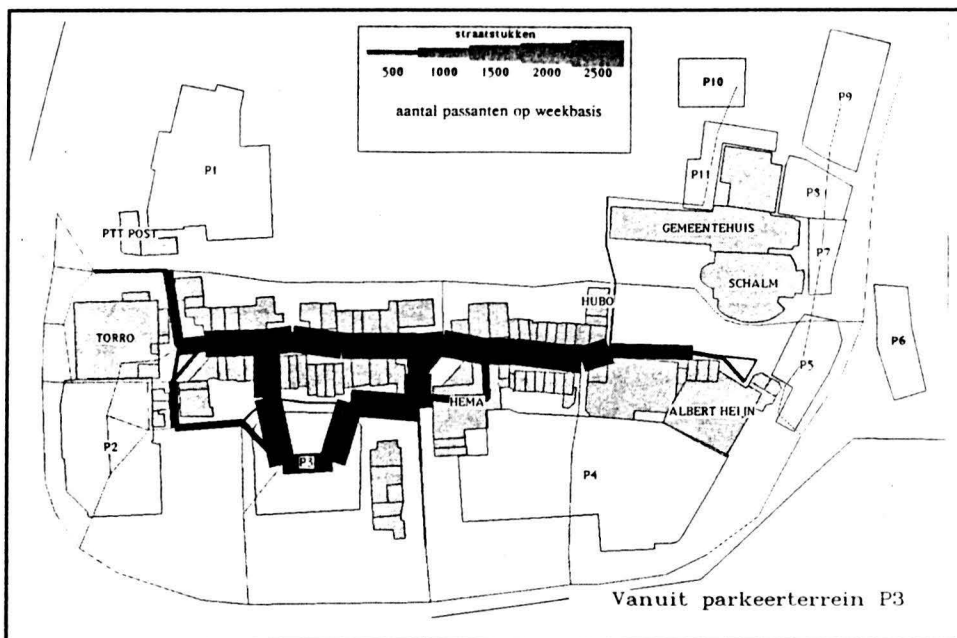 straatstukken
500 1000 1500 2000 2500
aantal passanten op weekbasis
P10
P9
P1
P11
P8
PTT POST
GEMEENTEHUIS
P7
SCHALM
HUBO
P6
TORRO
P5
HEMA
ALBERT HEIJN
P2
P3
P4
Vanuit parkeerterrein P3